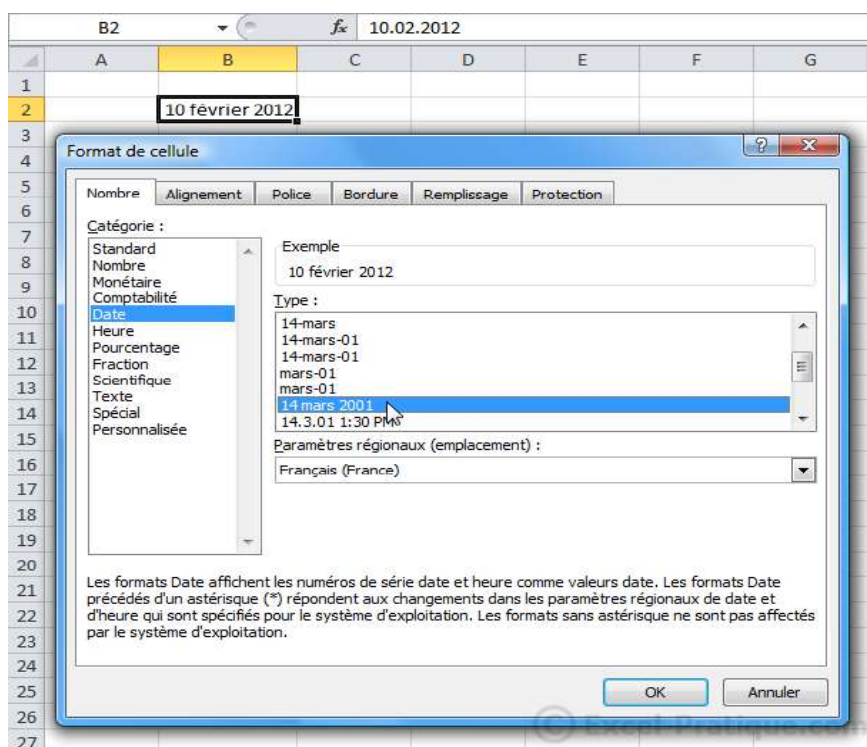 B2 fx 10.02.2012
A B C D E F G
1
2 10 février 2012
3
4
5
6
7
8
9
10
11
12
13
14
15
16
17
18
19
20
21
22
23
24
25
26
27
Format de cellule ? X
Nombre Alignement Police Bordure Remplissage Protection
Catégorie :
Standard
Nombre
Monétaire
Comptabilité
Date
Heure
Pourcentage
Fraction
Scientifique
Texte
Spécial
Personnalisée
Exemple
10 février 2012
Type :
14-mars
14-mars-01
14-mars-01
mars-01
mars-01
14 mars 2001
14.3.01 1:30 PM
Paramètres régionaux (emplacement) :
Français (France)
Les formats Date affichent les numéros de série date et heure comme valeurs date. Les formats Date
précédés d'un astérisque (*) répondent aux changements dans les paramètres régionaux de date et
d'heure qui sont spécifiés pour le système d'exploitation. Les formats sans astérisque ne sont pas affectés
par le système d'exploitation.
OK Annuler
© Excel-Pratique.com